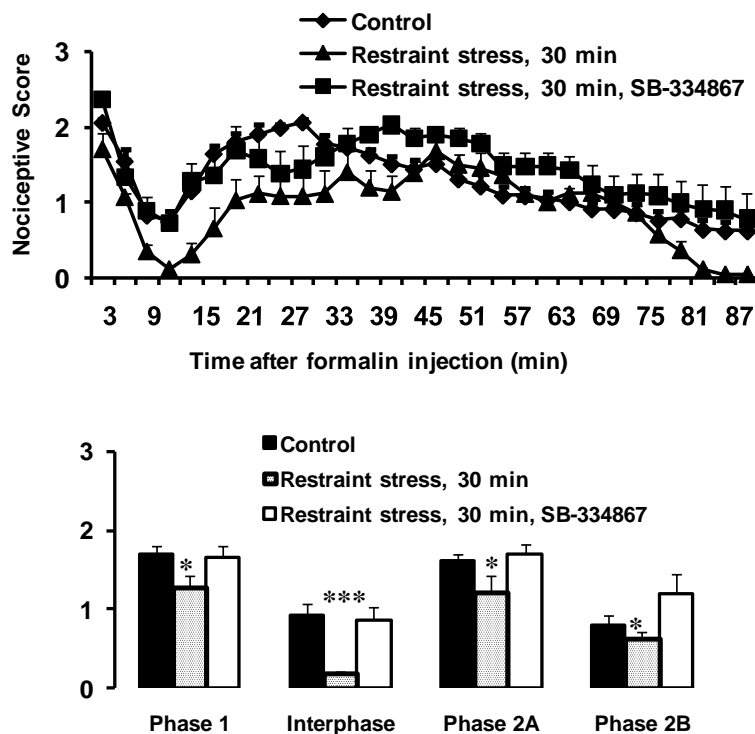 Control
Restraint stress, 30 min
Restraint stress, 30 min, SB-334867
Nociceptive Score
3
2
1
0
3 9 15 21 27 33 39 45 51 57 63 69 75 81 87
Time after formalin injection (min)
Control
Restraint stress, 30 min
Restraint stress, 30 min, SB-334867
3
2
1
0
* *** * *
Phase 1 Interphase Phase 2A Phase 2B